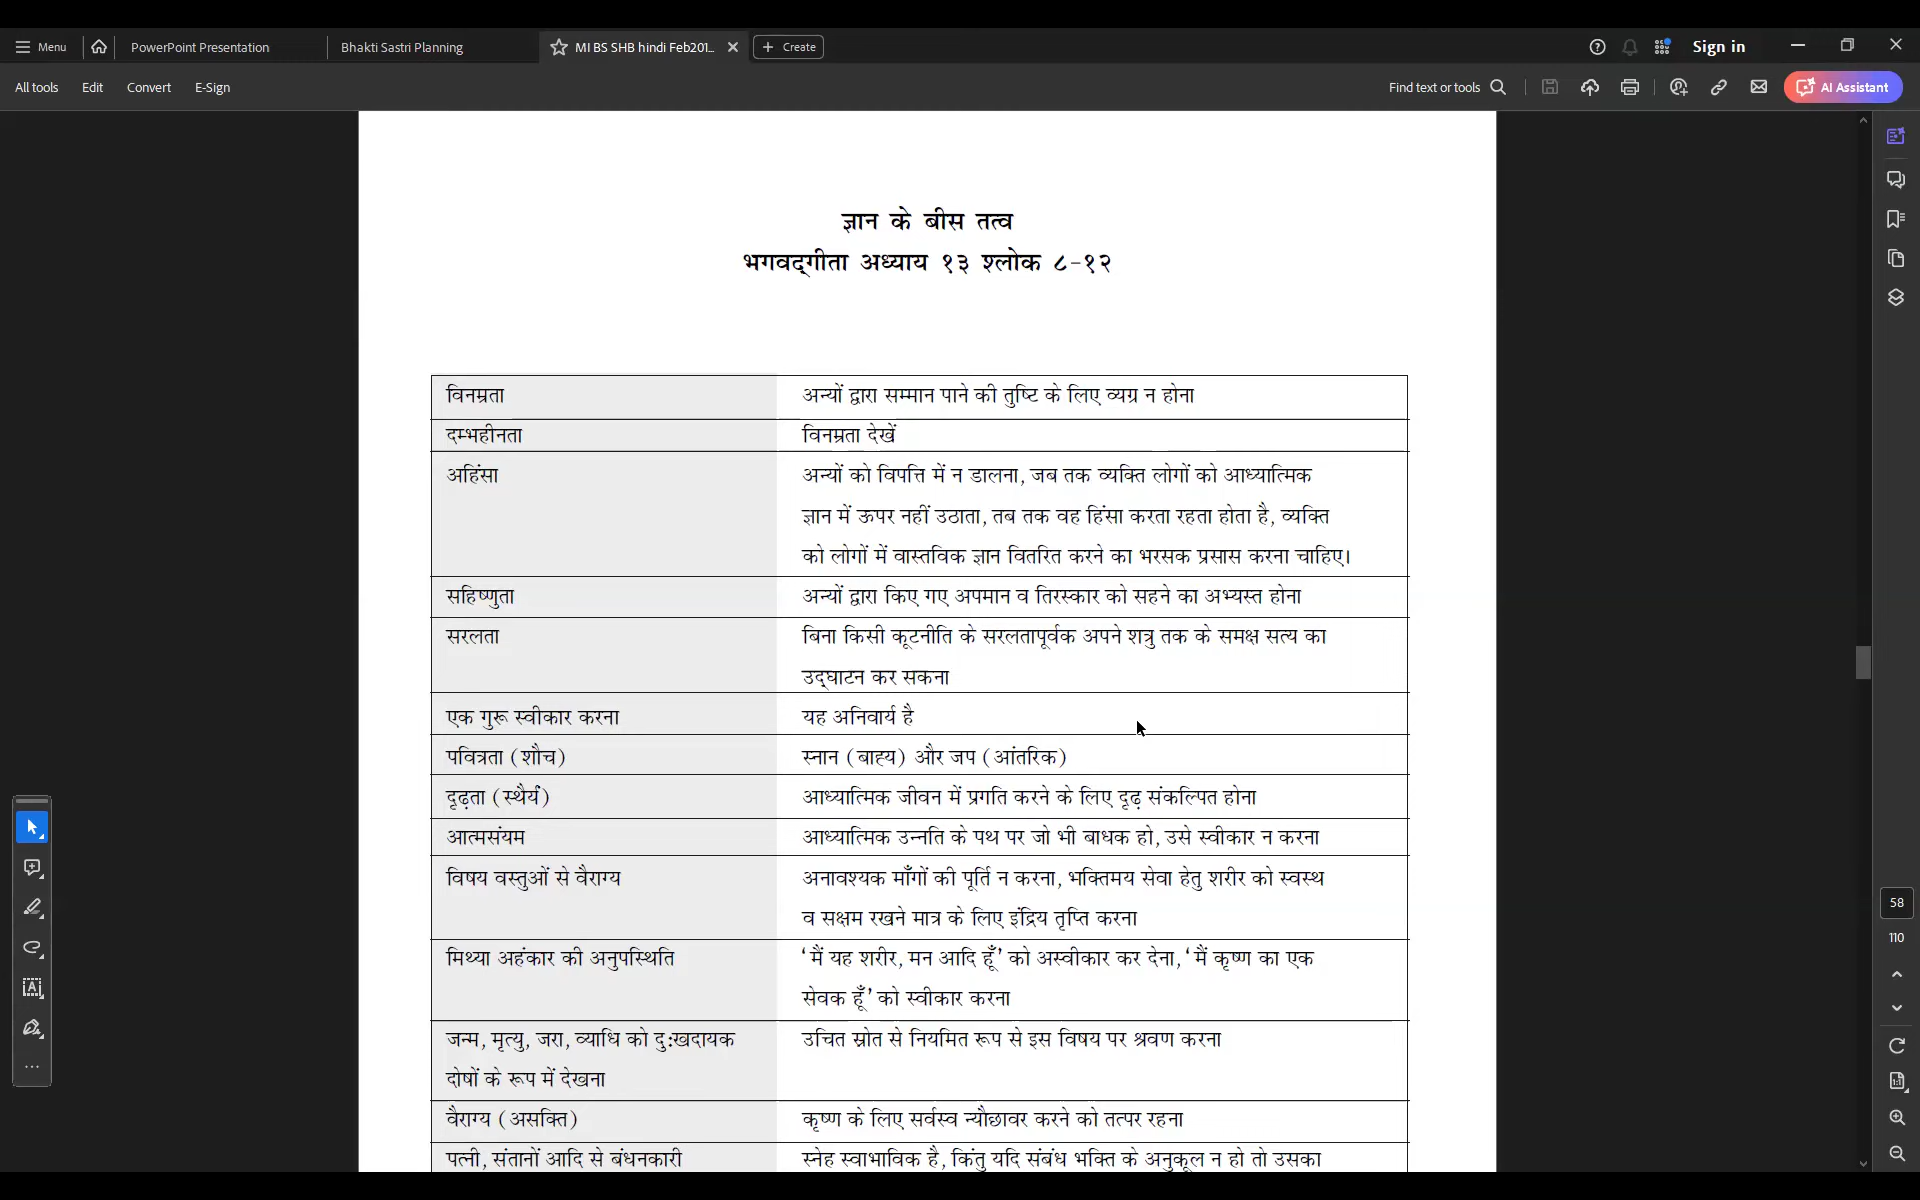 Menu
PowerPoint Presentation
Bhakti Sastri Planning
MI BS SHB hindi Feb201...
Create
Sign in
All tools
Edit
Convert
E-Sign
Find text or tools
AI Assistant
ज्ञान के बीस तत्व
भगवद्गीता अध्याय १३ श्लोक ८-१२
विनम्रता
अन्यों द्वारा सम्मान पाने की तुष्टि के लिए व्यग्र न होना
दम्भहीनता
विनम्रता देखें
अहिंसा
अन्यों को विपत्ति में न डालना, जब तक व्यक्ति लोगों को आध्यात्मिक
ज्ञान में ऊपर नहीं उठाता, तब तक वह हिंसा करता रहता होता है, व्यक्ति
को लोगों में वास्तविक ज्ञान वितरित करने का भरसक प्रसास करना चाहिए।
सहिष्णुता
अन्यों द्वारा किए गए अपमान व तिरस्कार को सहने का अभ्यस्त होना
सरलता
बिना किसी कूटनीति के सरलतापूर्वक अपने शत्रु तक के समक्ष सत्य का
उद्घाटन कर सकना
एक गुरू स्वीकार करना
यह अनिवार्य है
पवित्रता (शौच)
स्नान (बाह्य) और जप (आंतरिक)
दृढ़ता (स्थैर्यं)
आध्यात्मिक जीवन में प्रगति करने के लिए दृढ़ संकल्पित होना
आत्मसंयम
आध्यात्मिक उन्नति के पथ पर जो भी बाधक हो, उसे स्वीकार न करना
विषय वस्तुओं से वैराग्य
अनावश्यक माँगों की पूर्ति न करना, भक्तिमय सेवा हेतु शरीर को स्वस्थ
व सक्षम रखने मात्र के लिए इंद्रिय तृप्ति करना
मिथ्या अहंकार की अनुपस्थिति
‘मैं यह शरीर, मन आदि हूँ’ को अस्वीकार कर देना, ‘मैं कृष्ण का एक
सेवक हूँ’ को स्वीकार करना
जन्म, मृत्यु, जरा, व्याधि को दुःखदायक
दोषों के रूप में देखना
उचित स्रोत से नियमित रूप से इस विषय पर श्रवण करना
वैराग्य (असक्ति)
कृष्ण के लिए सर्वस्व न्यौछावर करने को तत्पर रहना
पत्नी, संतानों आदि से बंधनकारी
स्नेह स्वाभाविक है, किंतु यदि संबंध भक्ति के अनुकूल न हो तो उसका
58
110